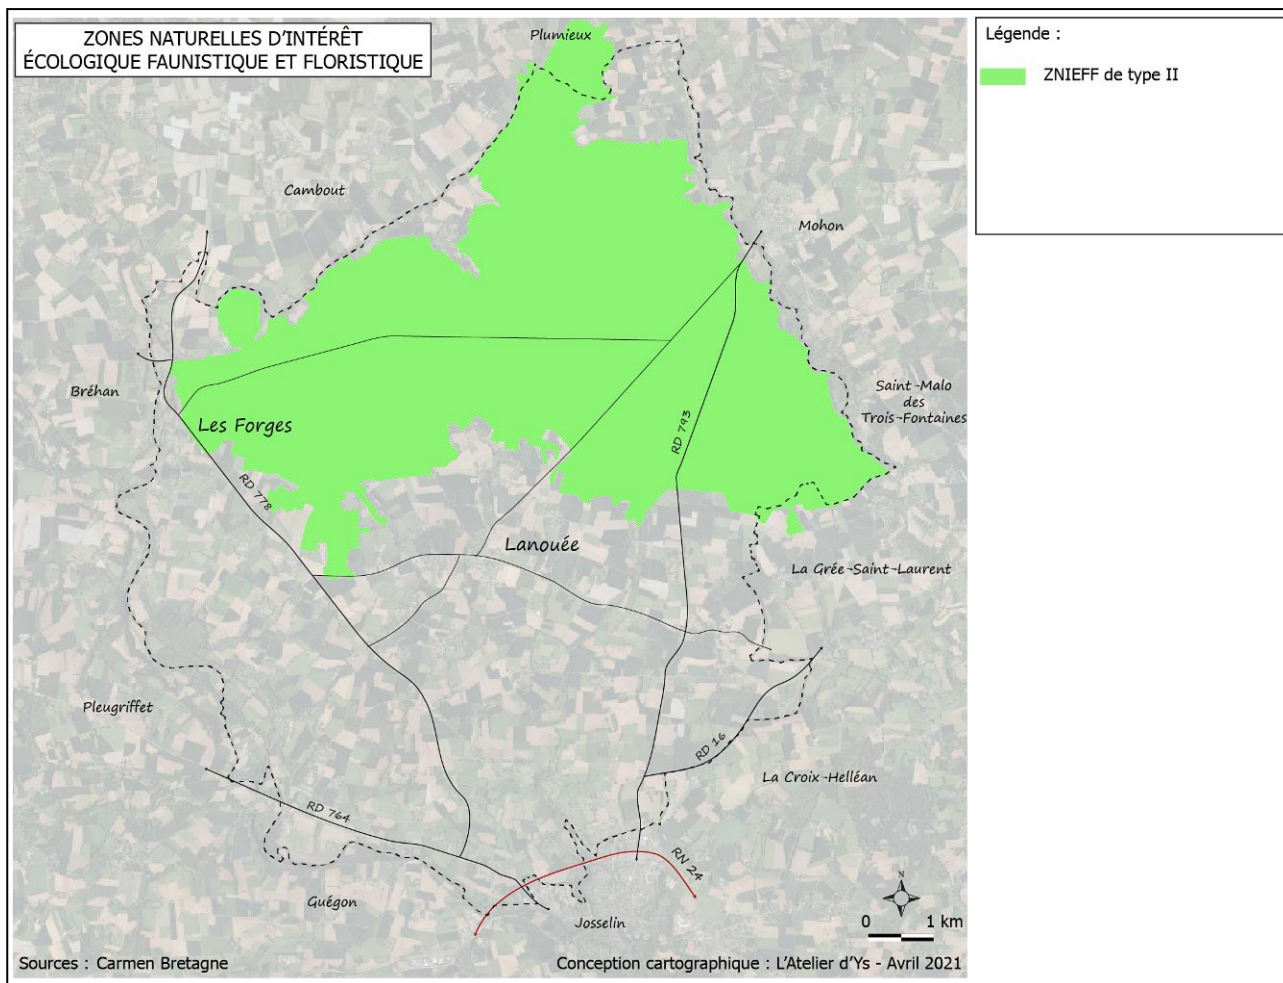 ZONES NATURELLES D'INTÉRÊT
ÉCOLOGIQUE FAUNISTIQUE ET FLORISTIQUE
Légende :
ZNIEFF de type II
Plumieux
Cambout
Mohon
Bréhan
Saint-Malo
des
Trois-Fontaines
Les Forges
RD 793
RD 778
Lanouée
La Grée-Saint-Laurent
Pleugriffet
RD 16
La Croix-Helléan
RD 764
RN 24
Guégon
Josselin
N
0 1 km
Sources : Carmen Bretagne
Conception cartographique : L'Atelier d'Ys - Avril 2021